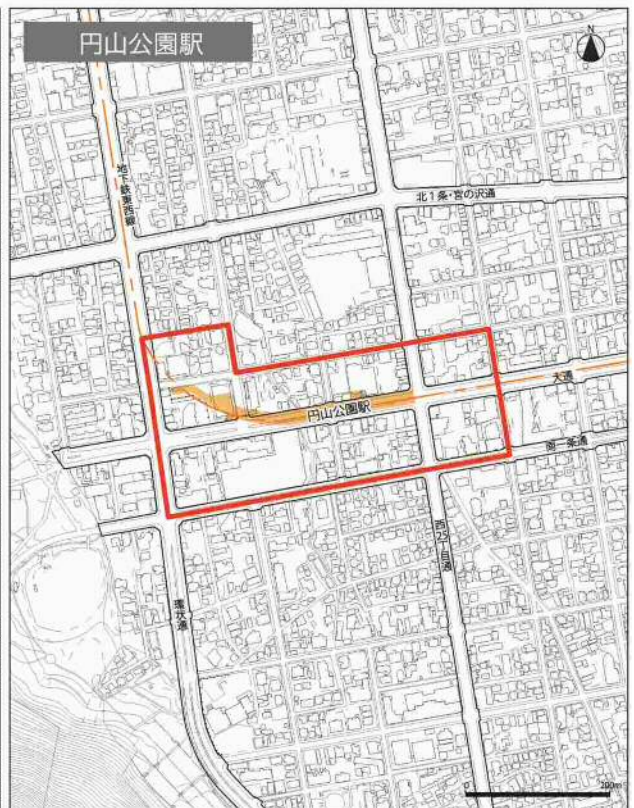 円山公園駅
N
地下鉄東西線
北1条・宮の沢通
大通
円山公園駅
南一条通
西25丁目通
環状通
200m